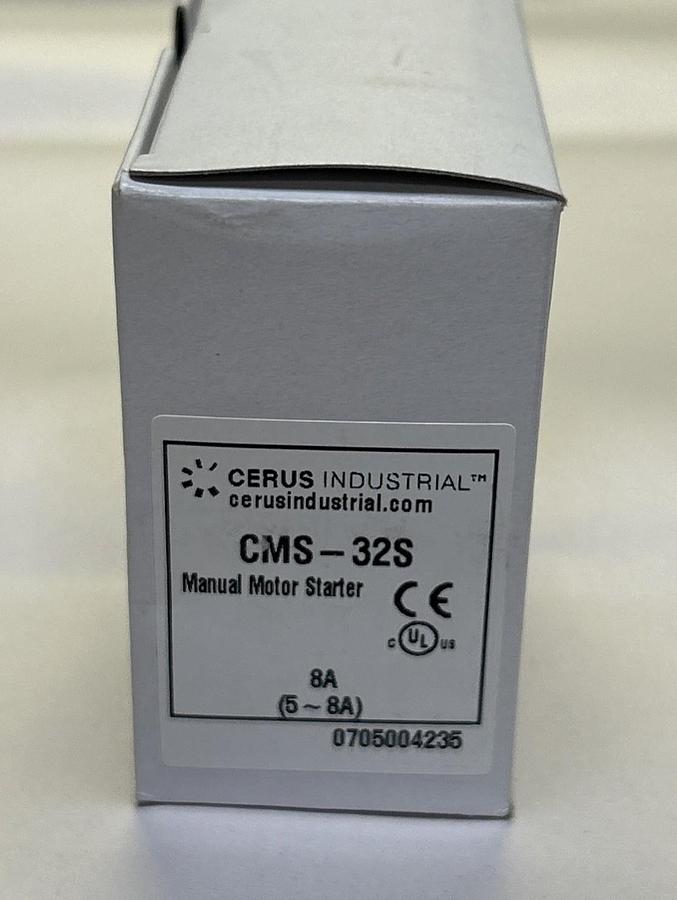 CERUS INDUSTRIAL™
cerusindustrial.com
CMS-32S
Manual Motor Starter
CE
C UL US
8A
(5~8A)
0705004235